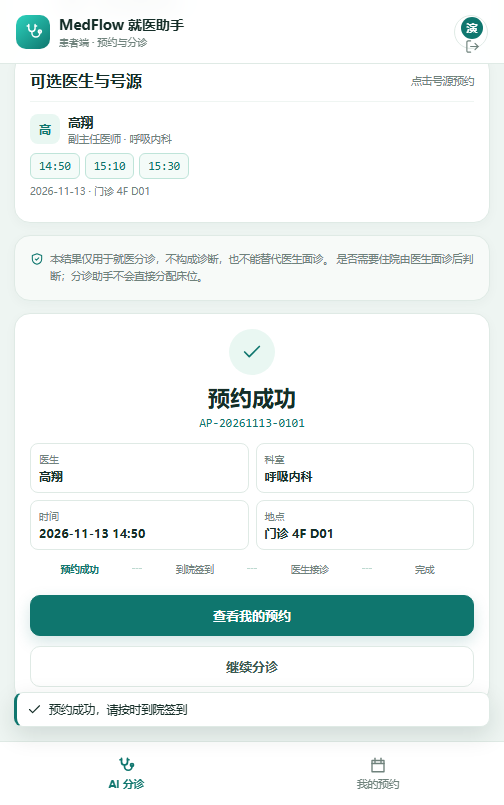 MedFlow 就医助手
患者端 · 预约与分诊
演
可选医生与号源
点击号源预约
高
高翔
副主任医师 · 呼吸内科
14:50
15:10
15:30
2026-11-13 · 门诊 4F D01
本结果仅用于就医分诊，不构成诊断，也不能替代医生面诊。 是否需要住院由医生面诊后判
断；分诊助手不会直接分配床位。
预约成功
AP-20261113-0101
医生
高翔
科室
呼吸内科
时间
2026-11-13 14:50
地点
门诊 4F D01
预约成功 — 到院签到 — 医生接诊 — 完成
查看我的预约
继续分诊
预约成功，请按时到院签到
AI 分诊
我的预约